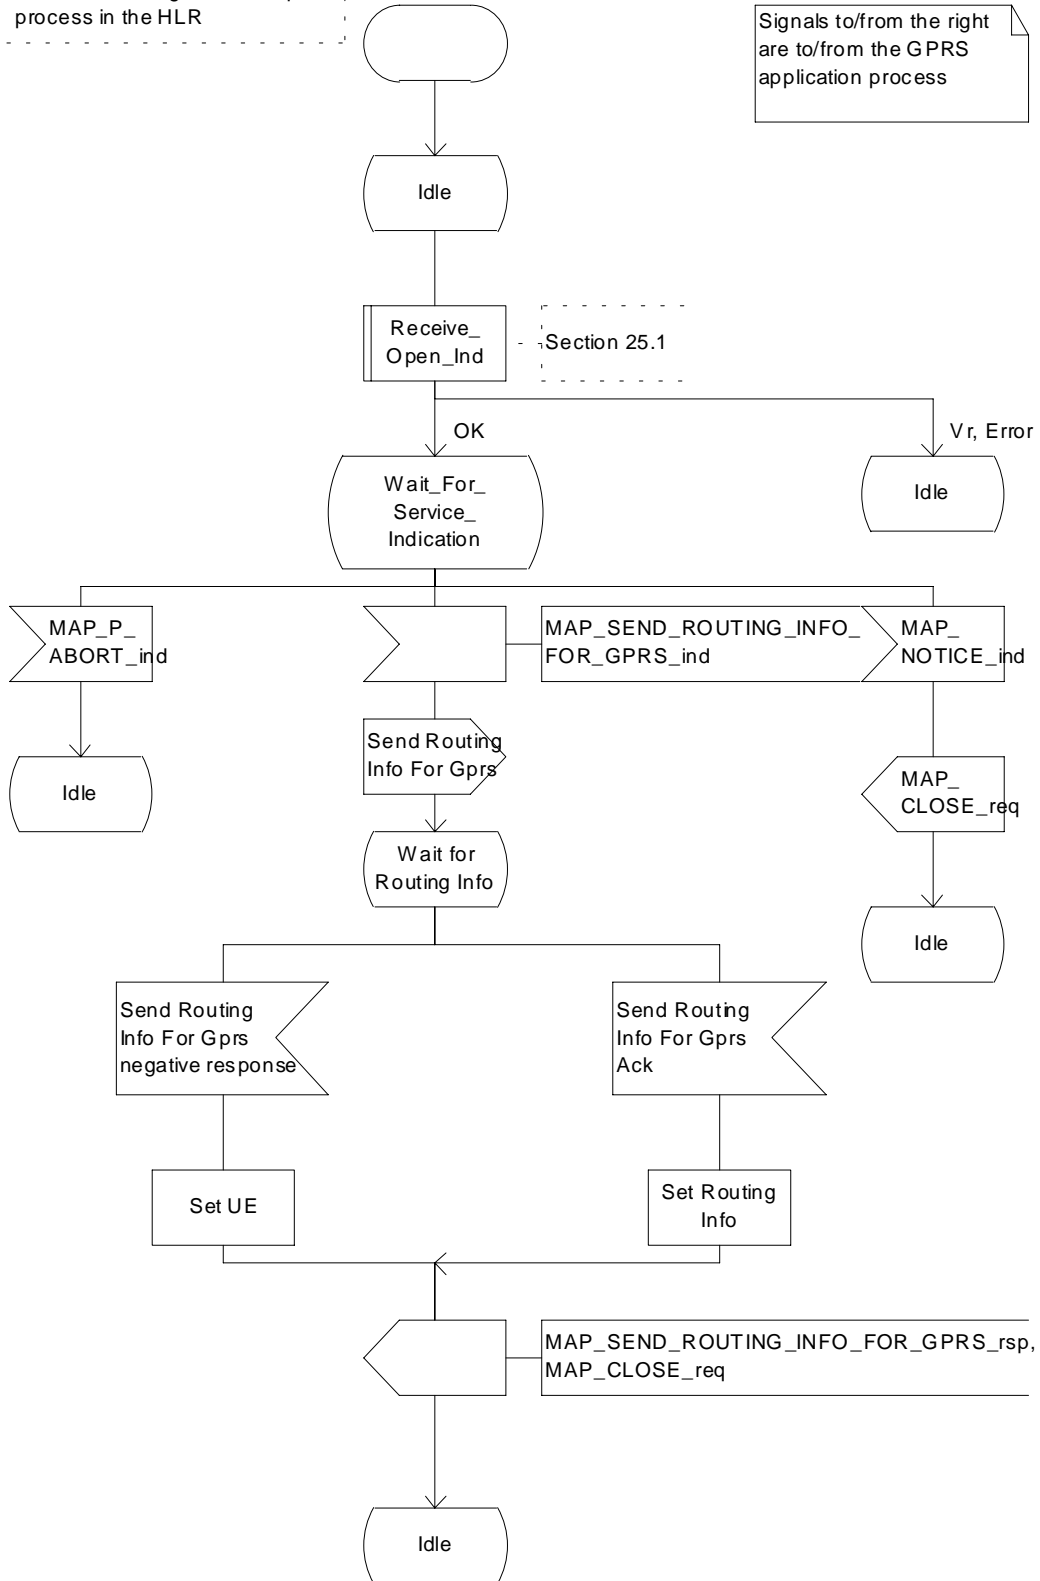 process in the HLR
Signals to/from the right
are to/from the GPRS
application process
Idle
Receive_
Open_Ind
Section 25.1
OK
Vr, Error
Wait_For_
Service_
Indication
Idle
MAP_P_
ABORT_ind
MAP_SEND_ROUTING_INFO_
FOR_GPRS_ind
MAP_
NOTICE_ind
Send Routing
Info For Gprs
Idle
MAP_
CLOSE_req
Wait for
Routing Info
Idle
Send Routing
Info For Gprs
negative response
Send Routing
Info For Gprs
Ack
Set UE
Set Routing
Info
MAP_SEND_ROUTING_INFO_FOR_GPRS_rsp,
MAP_CLOSE_req
Idle